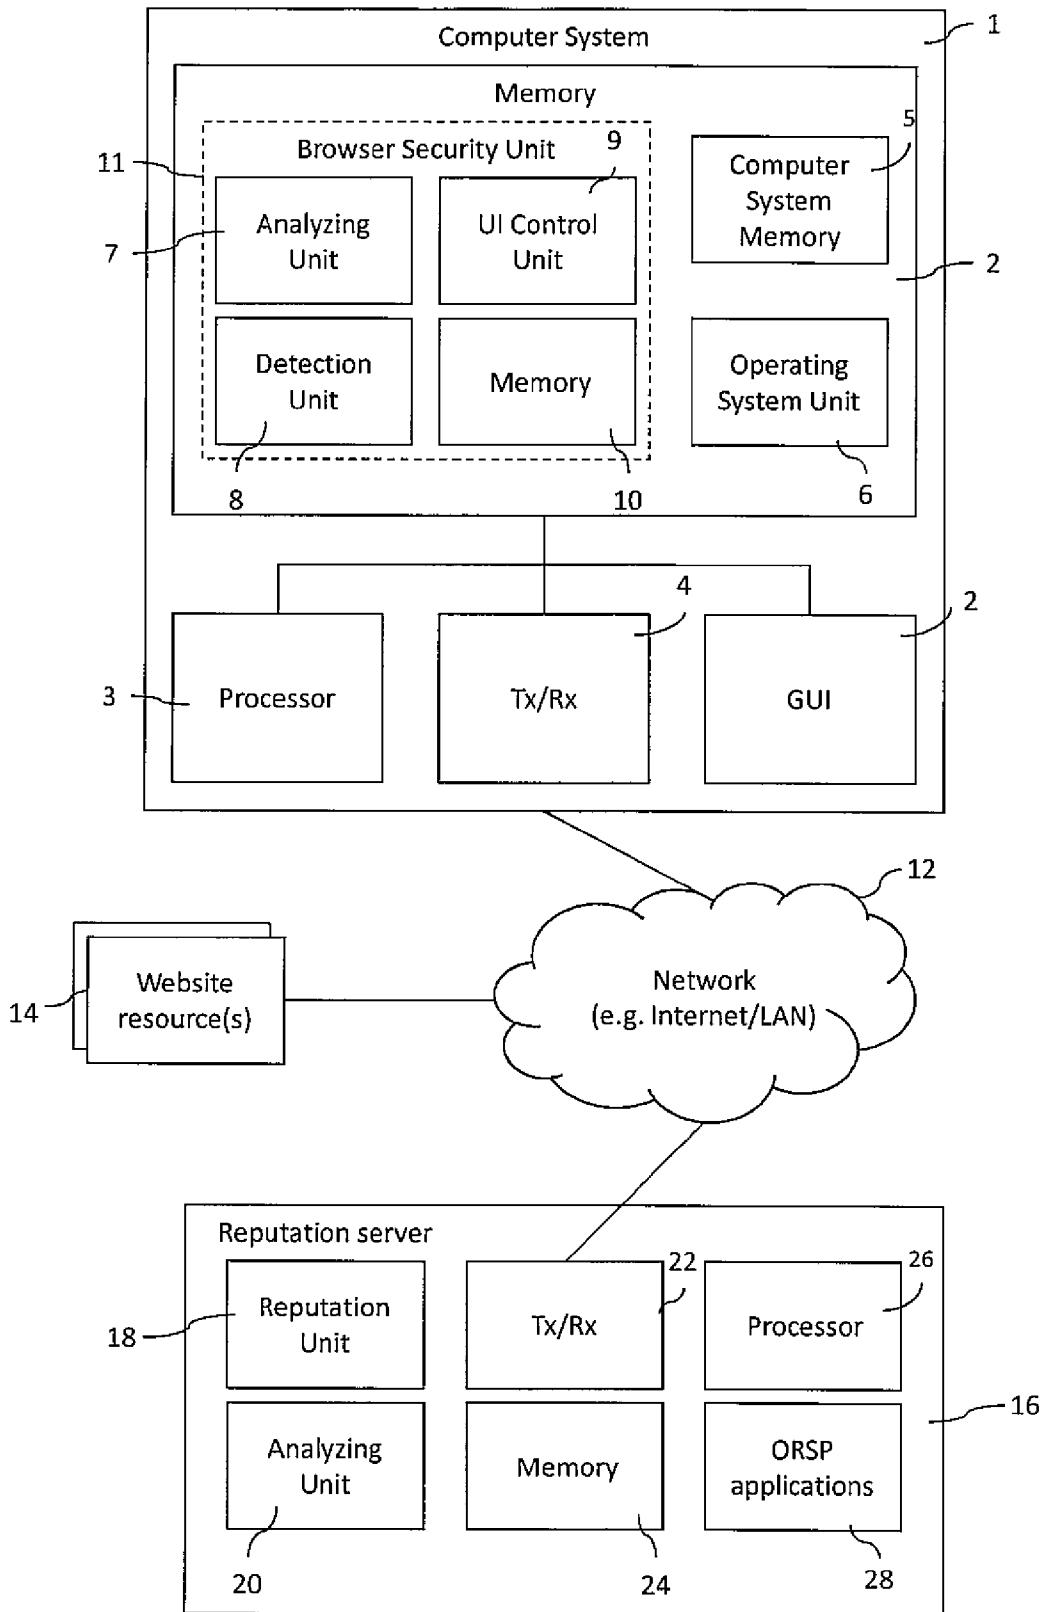 1
Computer System
Memory
5
9
Browser Security Unit
11
Computer
System
Memory
Analyzing
Unit
UI Control
Unit
7
2
Detection
Unit
Memory
Operating
System Unit
8
10
6
4
2
3
Processor
Tx/Rx
GUI
12
Website
resource(s)
14
Network
(e.g. Internet/LAN)
Reputation server
22
26
Reputation
Unit
18
Tx/Rx
Processor
16
Analyzing
Unit
Memory
ORSP
applications
20
24
28